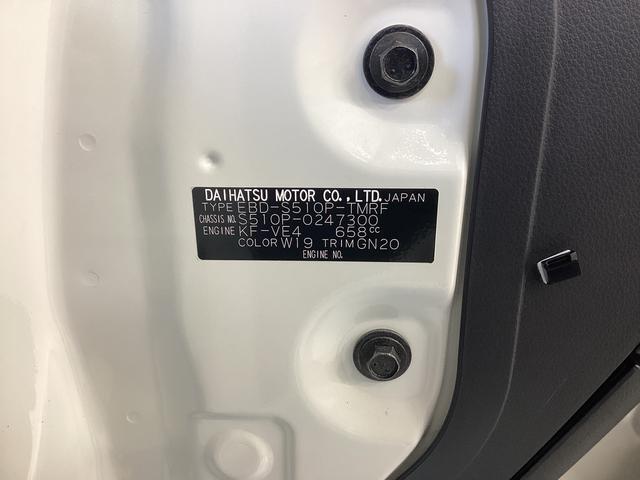 DAIHATSU MOTOR CO., LTD. JAPAN
TYPE EBD-S510P-TMRF
CHASSIS NO. S510P-0247300
ENGINE KF-VE4 658cc
COLOR W19 TRIM GN20
ENGINE NO.